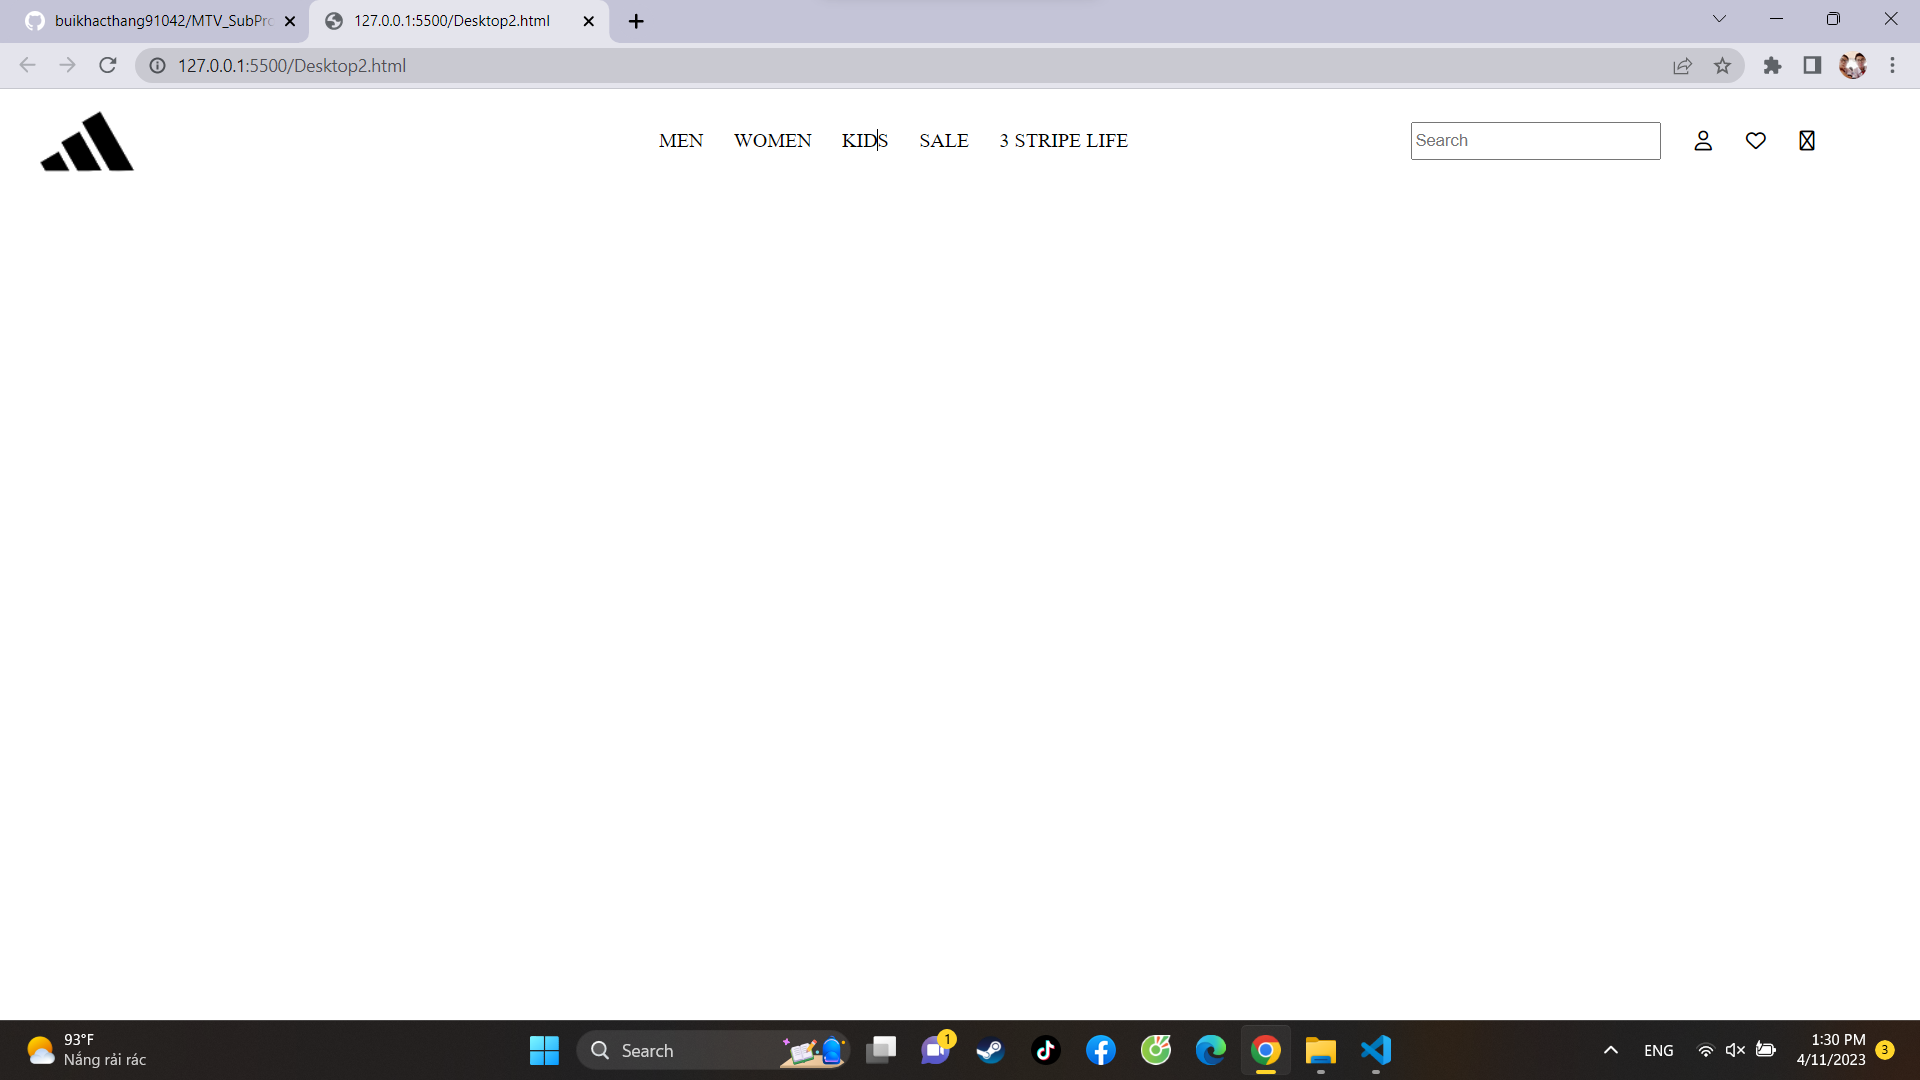 buikhacthang91042/MTV_SubPro
127.0.0.1:5500/Desktop2.html
127.0.0.1:5500/Desktop2.html
MEN WOMEN KIDS SALE 3 STRIPE LIFE
Search
93°F
Nắng rải rác
Search
1
ENG
1:30 PM
4/11/2023
3